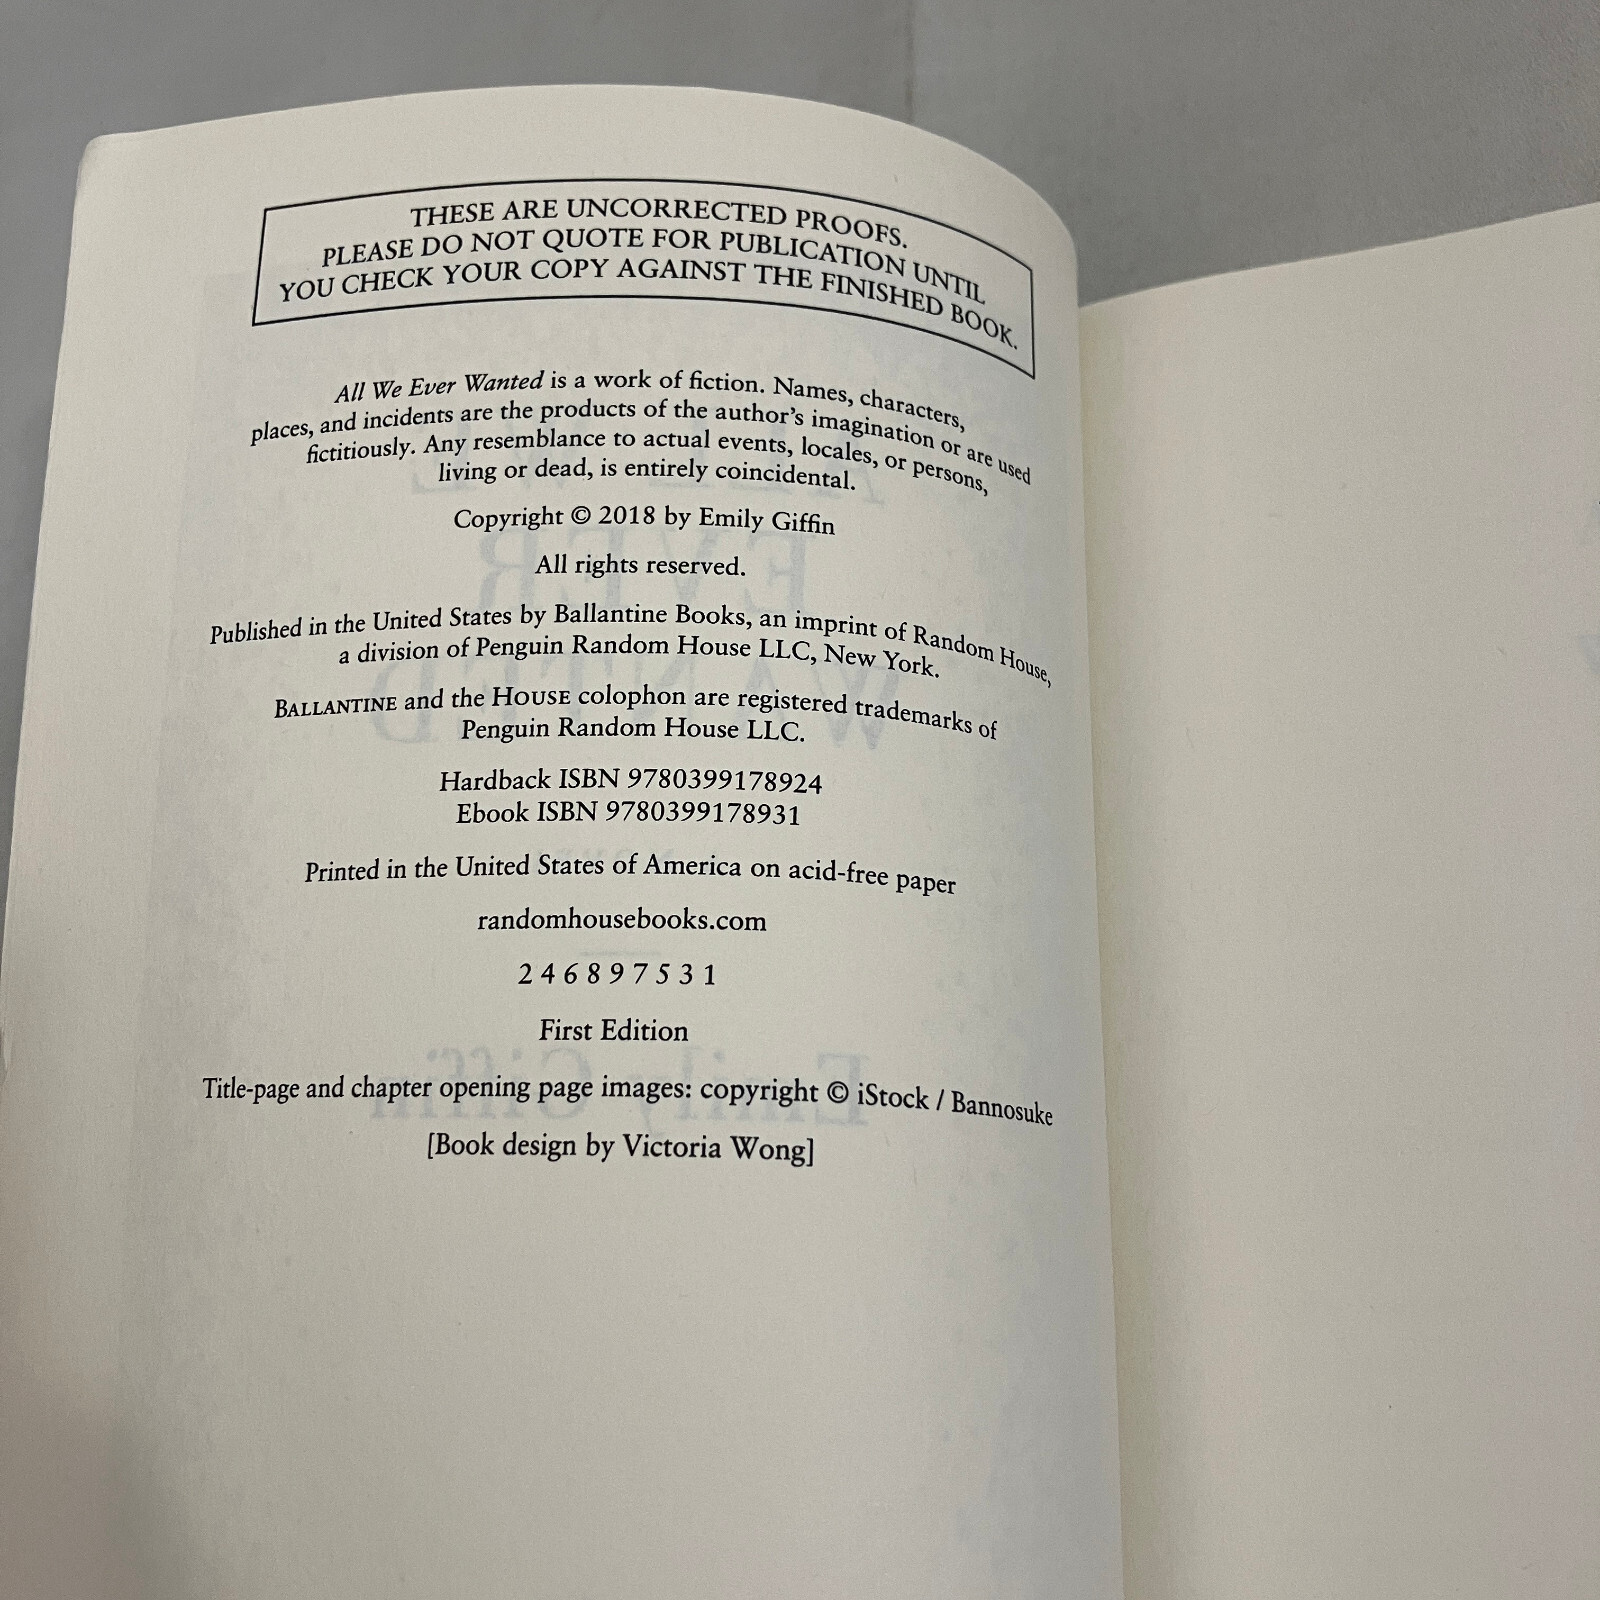 THESE ARE UNCORRECTED PROOFS.
PLEASE DO NOT QUOTE FOR PUBLICATION UNTIL
YOU CHECK YOUR COPY AGAINST THE FINISHED BOOK.
All We Ever Wanted is a work of fiction. Names, characters,
places, and incidents are the products of the author's imagination or are used
fictitiously. Any resemblance to actual events, locales, or persons,
living or dead, is entirely coincidental.
Copyright © 2018 by Emily Giffin
All rights reserved.
Published in the United States by Ballantine Books, an imprint of Random House,
a division of Penguin Random House LLC, New York.
BALLANTINE and the HOUSE colophon are registered trademarks of
Penguin Random House LLC.
Hardback ISBN 9780399178924
Ebook ISBN 9780399178931
Printed in the United States of America on acid-free paper
randomhousebooks.com
2 4 6 8 9 7 5 3 1
First Edition
Title-page and chapter opening page images: copyright © iStock / Bannosuke
[Book design by Victoria Wong]